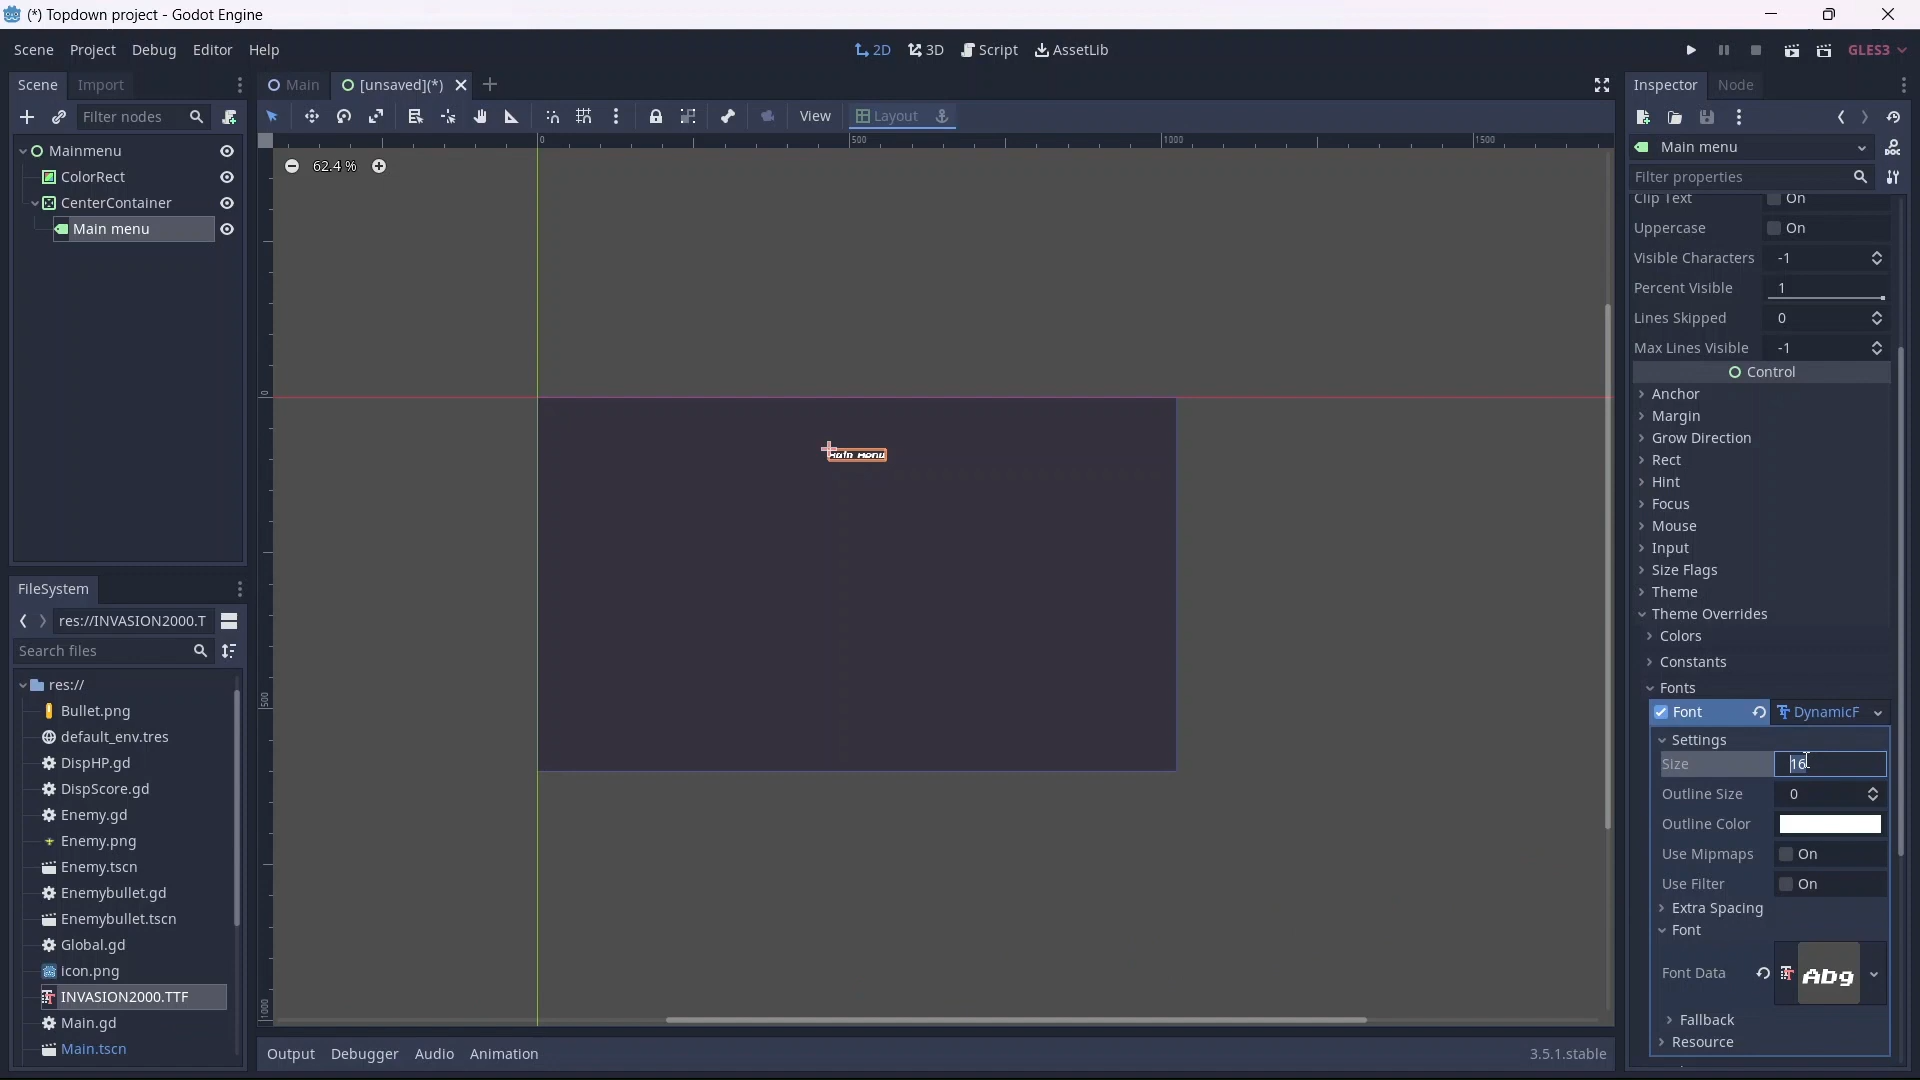 (*) Topdown project - Godot Engine
Scene Project Debug Editor Help
2D 3D Script AssetLib
GLES3
Scene Import
Main [unsaved](*)
Inspector Node
Filter nodes
View Layout
Main menu
Filter properties
Mainmenu
ColorRect
CenterContainer
Main menu
62.4 %
0 500 1000 1500
0
500
1000
Main Menu
Clip Text On
Uppercase On
Visible Characters -1
Percent Visible 1
Lines Skipped 0
Max Lines Visible -1
Control
Anchor
Margin
Grow Direction
Rect
Hint
Focus
Mouse
Input
Size Flags
Theme
Theme Overrides
Colors
Constants
Fonts
Font DynamicF
Settings
Size 16
Outline Size 0
Outline Color
Use Mipmaps On
Use Filter On
Extra Spacing
Font
Font Data Abg
Fallback
Resource
FileSystem
res://INVASION2000.T
Search files
res://
Bullet.png
default_env.tres
DispHP.gd
DispScore.gd
Enemy.gd
Enemy.png
Enemy.tscn
Enemybullet.gd
Enemybullet.tscn
Global.gd
icon.png
INVASION2000.TTF
Main.gd
Main.tscn
Output Debugger Audio Animation
3.5.1.stable